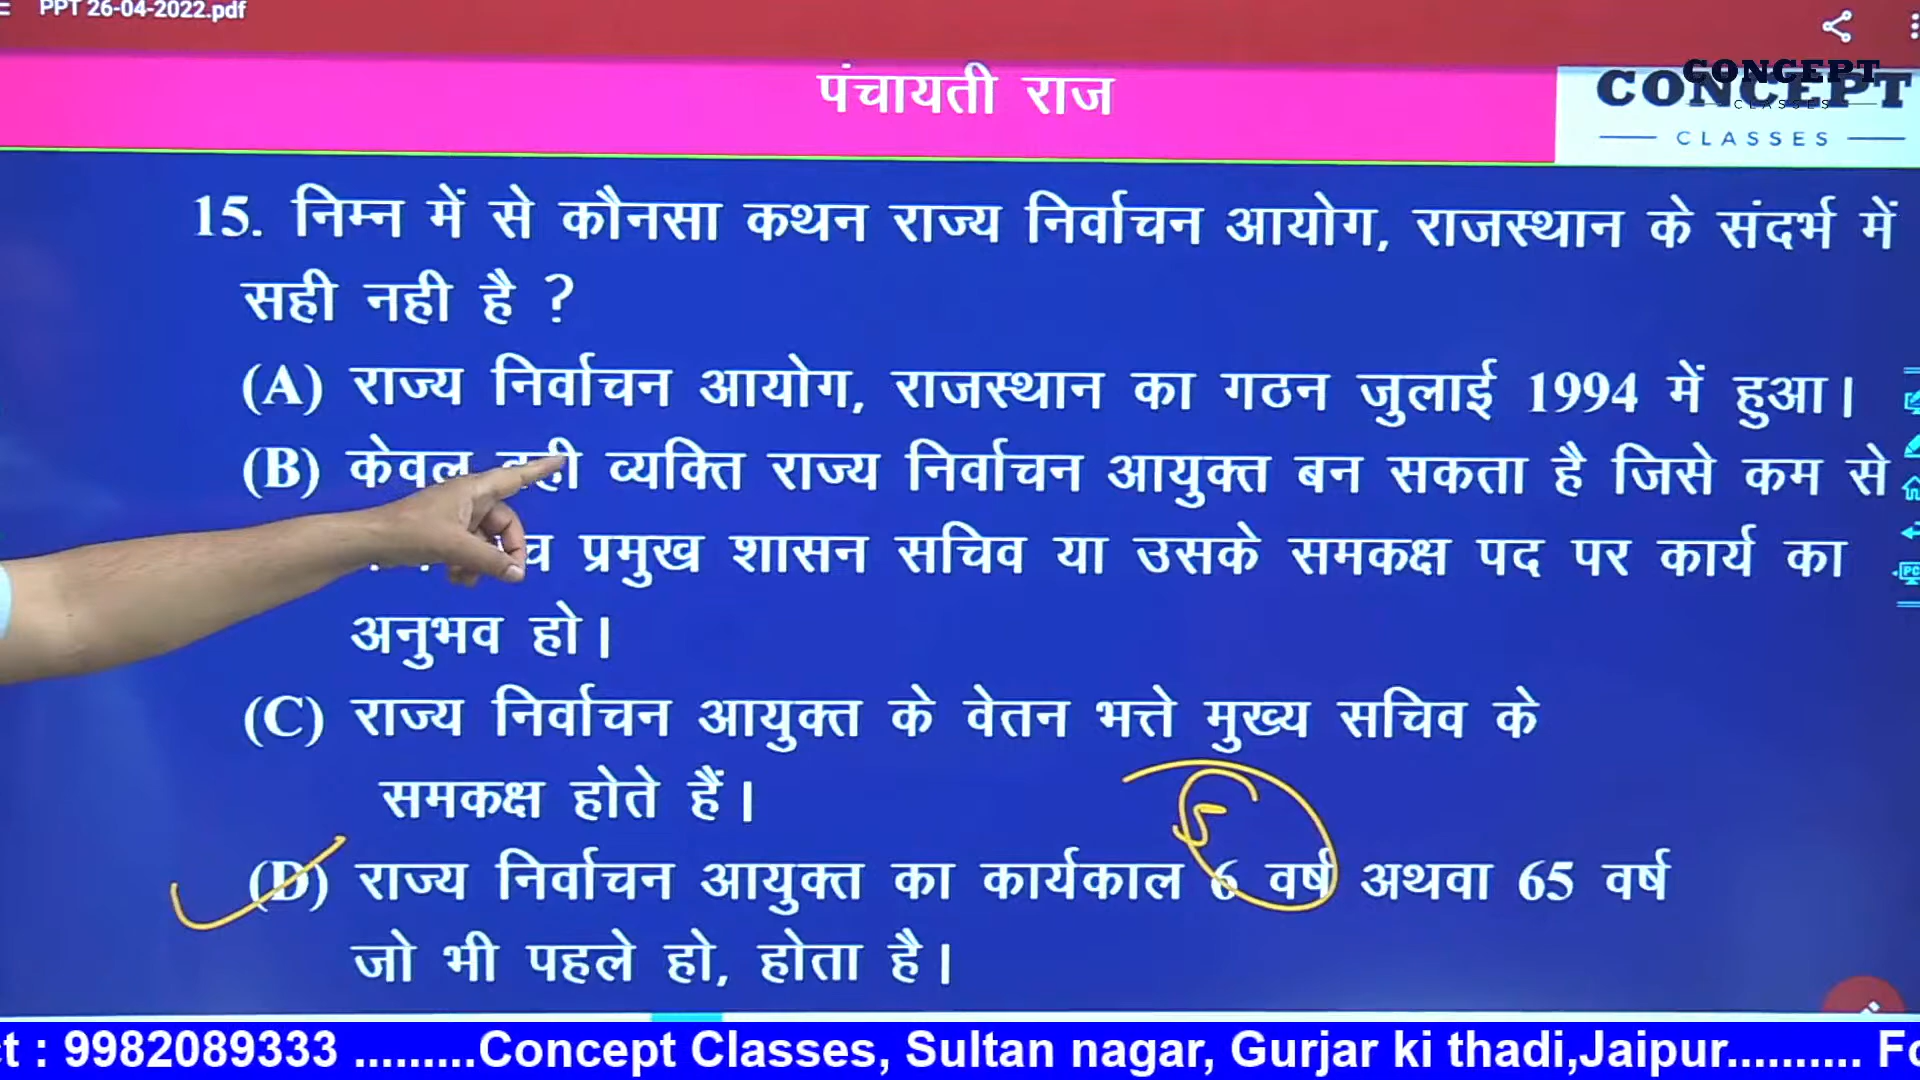 PPT 26-04-2022.pdf
पंचायती राज
CONCEPT
CLASSES
CONCEPT
CLASSES
15. निम्न में से कौनसा कथन राज्य निर्वाचन आयोग, राजस्थान के संदर्भ में
सही नही है ?
(A) राज्य निर्वाचन आयोग, राजस्थान का गठन जुलाई 1994 में हुआ।
(B) केवल वही व्यक्ति राज्य निर्वाचन आयुक्त बन सकता है जिसे कम से
प्रमुख शासन सचिव या उसके समकक्ष पद पर कार्य का
अनुभव हो।
(C) राज्य निर्वाचन आयुक्त के वेतन भत्ते मुख्य सचिव के
समकक्ष होते हैं।
5
(D) राज्य निर्वाचन आयुक्त का कार्यकाल 6 वर्ष अथवा 65 वर्ष
जो भी पहले हो, होता है।
: 9982089333 .........Concept Classes, Sultan nagar, Gurjar ki thadi,Jaipur..........